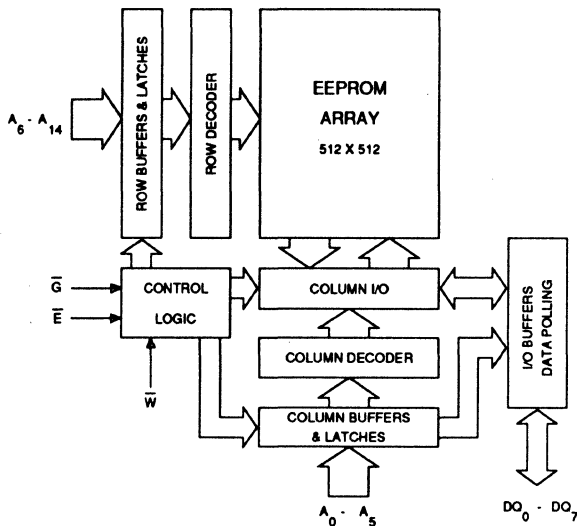 A6 - A14
ROW BUFFERS & LATCHES
ROW DECODER
EEPROM
ARRAY
512 X 512
G
E
W
CONTROL
LOGIC
COLUMN I/O
COLUMN DECODER
COLUMN BUFFERS
& LATCHES
I/O BUFFERS
DATA POLLING
A0 - A5
DQ0 - DQ7